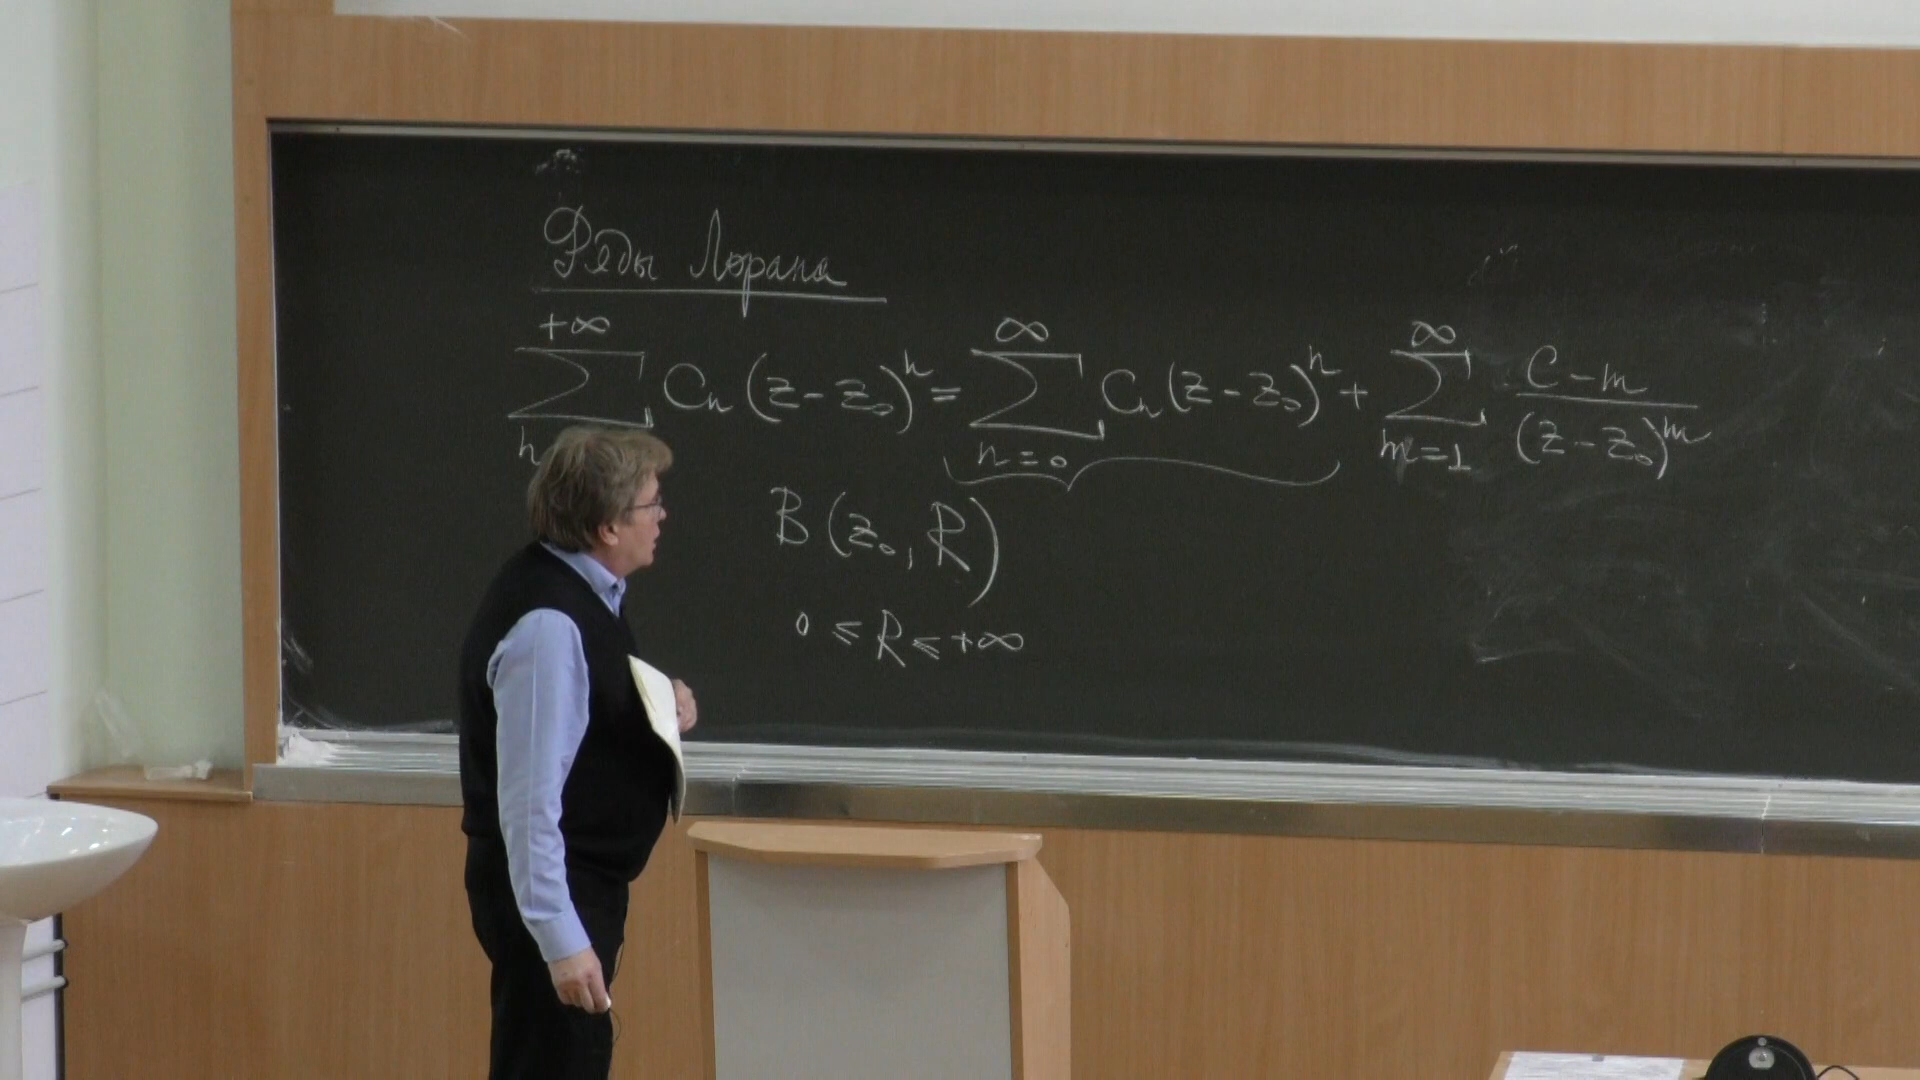 Ряды Лорана
+∞ ∑ n Cₙ(z-z₀)ⁿ = ∞ ∑ n=0 Cₙ(z-z₀)ⁿ + ∞ ∑ m=1 C-m / (z-z₀)ᵐ
B(z₀, R)
0 ≤ R ≤ +∞